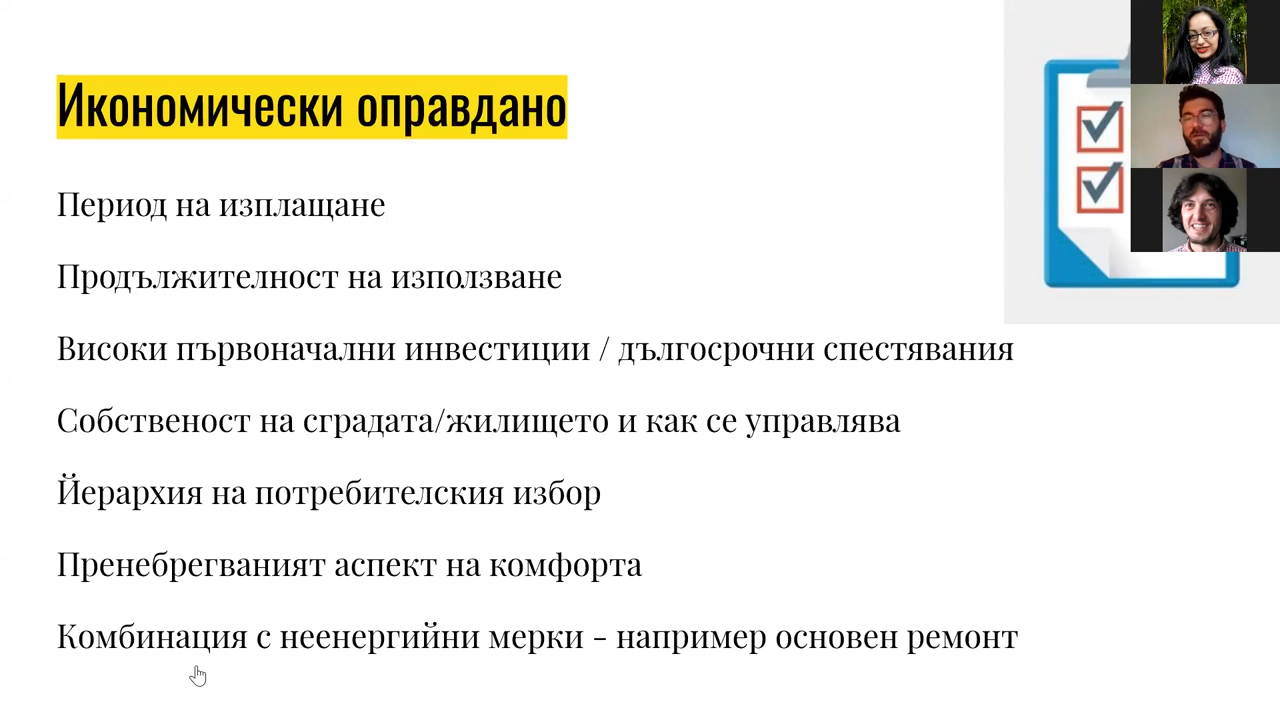 Икономически оправдано
Период на изплащане
Продължителност на използване
Високи първоначални инвестиции / дългосрочни спестявания
Собственост на сградата/жилището и как се управлява
Йерархия на потребителския избор
Пренебрегваният аспект на комфорта
Комбинация с неенергийни мерки - например основен ремонт